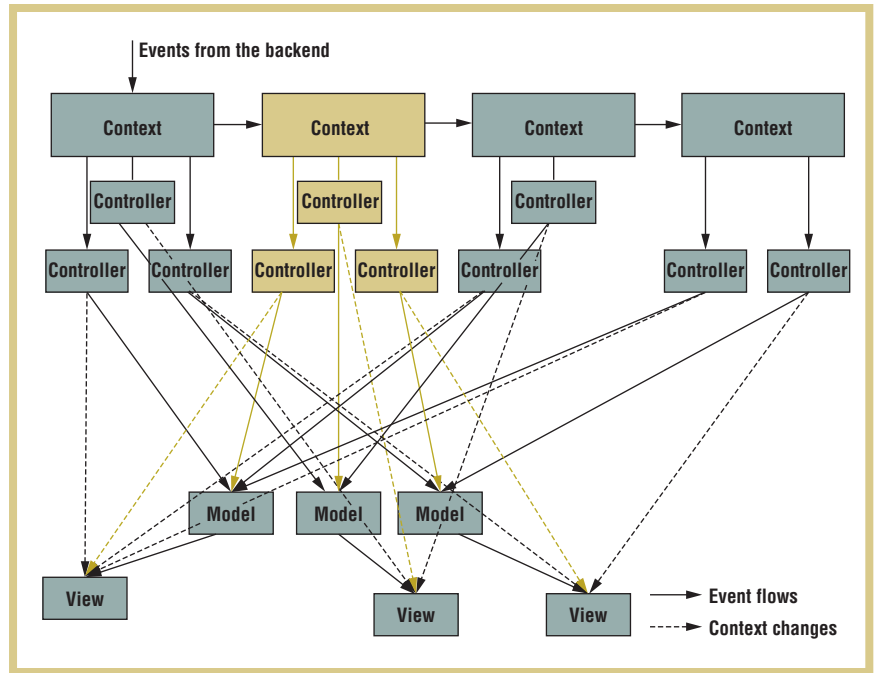 Events from the backend
Context
Context
Context
Context
Controller
Controller
Controller
Controller
Controller
Controller
Controller
Controller
Controller
Controller
Model
Model
Model
View
View
View
Event flows
Context changes